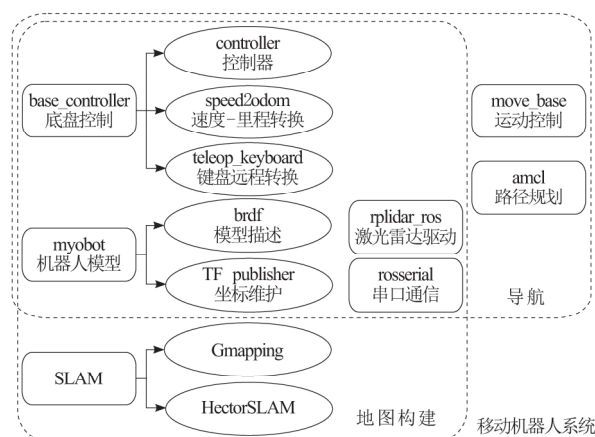 controller
控制器
base_controller
底盘控制
speed2odom
速度-里程转换
move_base
运动控制
teleop_keyboard
键盘远程转换
amcl
路径规划
brdf
模型描述
rplidar_ros
激光雷达驱动
myobot
机器人模型
TF publisher
坐标维护
rosserial
串口通信
导航
Gmapping
SLAM
HectorSLAM
地图构建
移动机器人系统